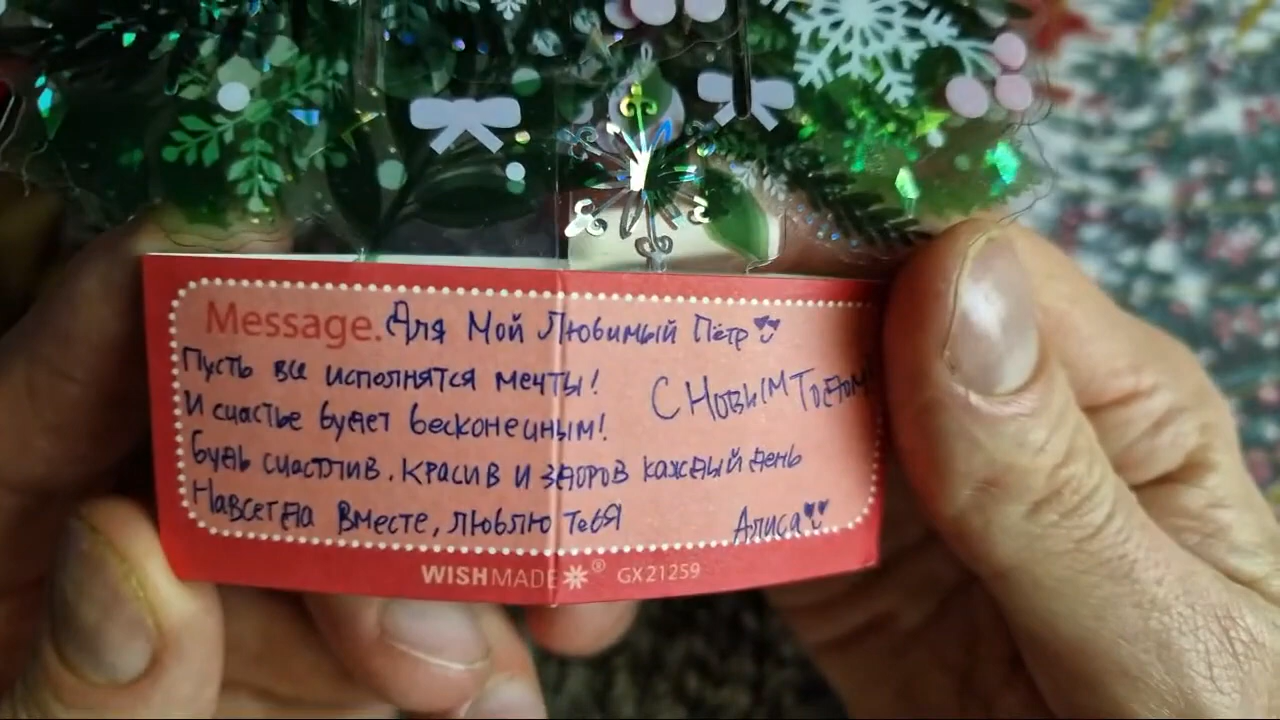 Message. Для Мой Любимый Пётр
Пусть все исполнятся мечты!
С Новым Годом
И счастье будет бесконечным!
Будь счастлив. Красив и здоров каждый день
Навсегда вместе, люблю тебя
Алиса
WISHMADE® GX21259